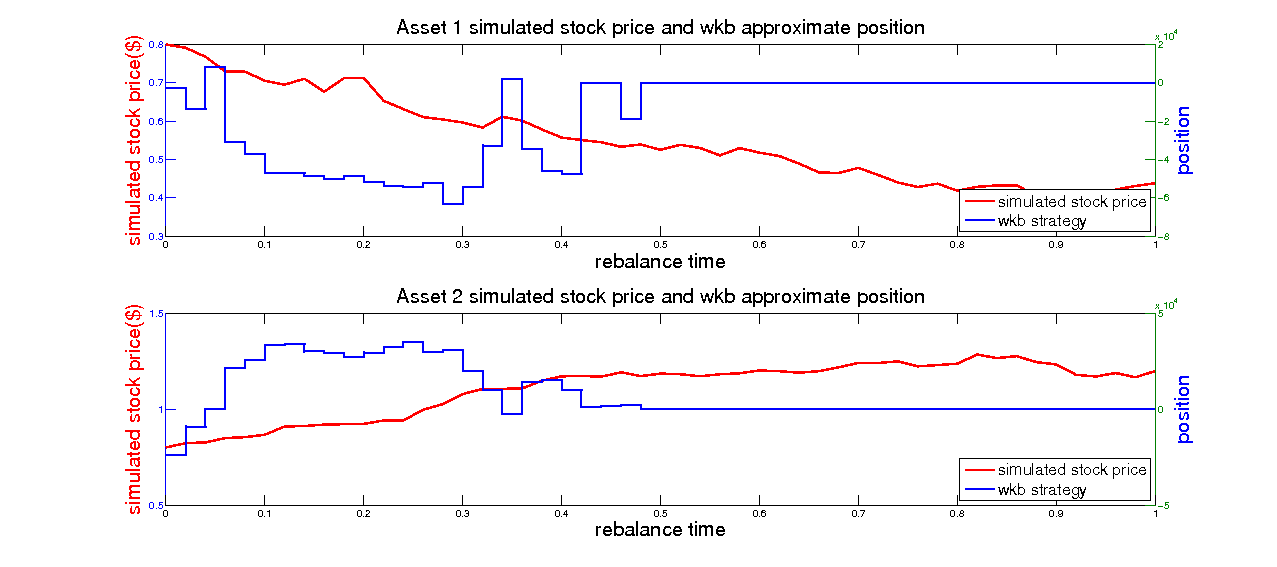 Asset 1 simulated stock price and wkb approximate position
x 10^4
0.8
0.7
0.6
0.5
0.4
0.3
simulated stock price($)
2
0
−2
−4
−6
−8
position
simulated stock price
wkb strategy
0 0.1 0.2 0.3 0.4 0.5 0.6 0.7 0.8 0.9 1
rebalance time
Asset 2 simulated stock price and wkb approximate position
x 10^4
1.5
1
0.5
simulated stock price($)
5
0
−5
position
simulated stock price
wkb strategy
0 0.1 0.2 0.3 0.4 0.5 0.6 0.7 0.8 0.9 1
rebalance time